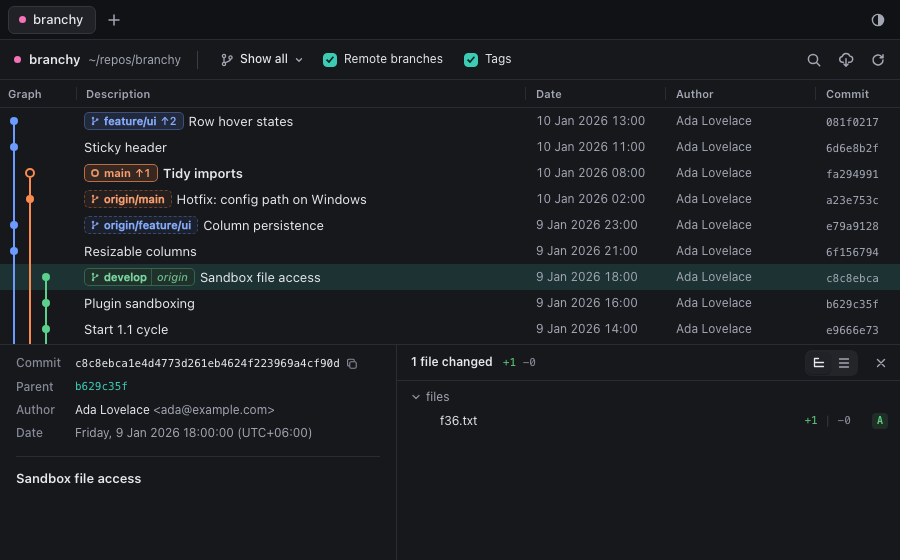 branchy
branchy ~/repos/branchy Show all Remote branches Tags
Graph Description Date Author Commit
feature/ui ↑2 Row hover states 10 Jan 2026 13:00 Ada Lovelace 081f0217
Sticky header 10 Jan 2026 11:00 Ada Lovelace 6d6e8b2f
main ↑1 Tidy imports 10 Jan 2026 08:00 Ada Lovelace fa294991
origin/main Hotfix: config path on Windows 10 Jan 2026 02:00 Ada Lovelace a23e753c
origin/feature/ui Column persistence 9 Jan 2026 23:00 Ada Lovelace e79a9128
Resizable columns 9 Jan 2026 21:00 Ada Lovelace 6f156794
develop origin Sandbox file access 9 Jan 2026 18:00 Ada Lovelace c8c8ebca
Plugin sandboxing 9 Jan 2026 16:00 Ada Lovelace b629c35f
Start 1.1 cycle 9 Jan 2026 14:00 Ada Lovelace e9666e73
Commit c8c8ebca1e4d4773d261eb4624f223969a4cf90d
Parent b629c35f
Author Ada Lovelace <ada@example.com>
Date Friday, 9 Jan 2026 18:00:00 (UTC+06:00)
Sandbox file access
1 file changed +1 −0
files
f36.txt +1 −0 A